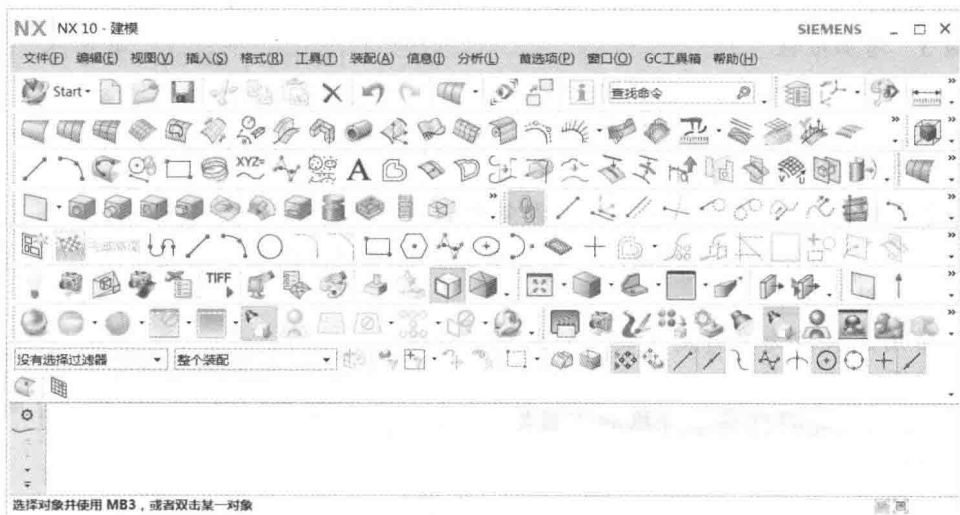 NX NX 10 - 建模 SIEMENS
文件(F) 编辑(E) 视图(V) 插入(S) 格式(R) 工具(T) 装配(A) 信息(I) 分析(L) 首选项(P) 窗口(O) GC工具箱 帮助(H)
Start 查找命令
XYZ= A
TIFF
没有选择过滤器 整个装配
选择对象并使用 MB3，或者双击某一对象